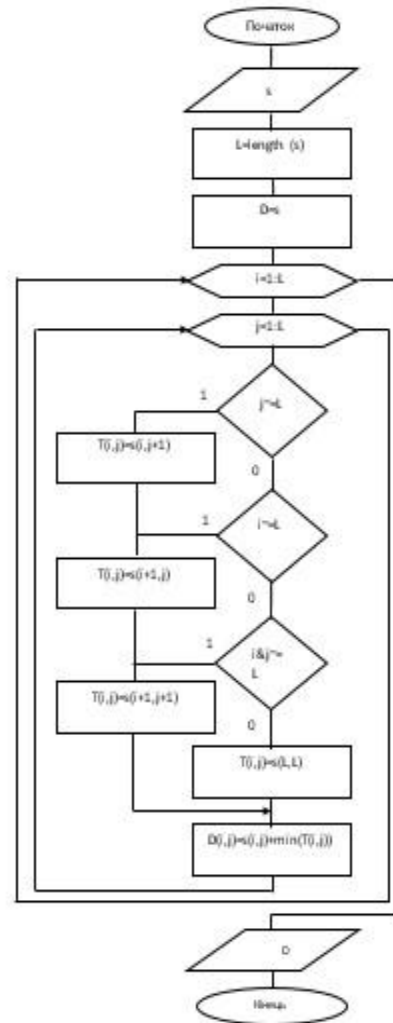 Початок
s
L=length (s)
D=s
i=1:L
j=1:L
j~=L
1
T(i,j)=s(i,j+1)
0
i~=L
1
T(i,j)=s(i+1,j)
0
i&j~=
L
1
T(i,j)=s(i+1,j+1)
0
T(i,j)=s(L,L)
D(i,j)=s(i,j)+min(T(i,j))
D
Кінець